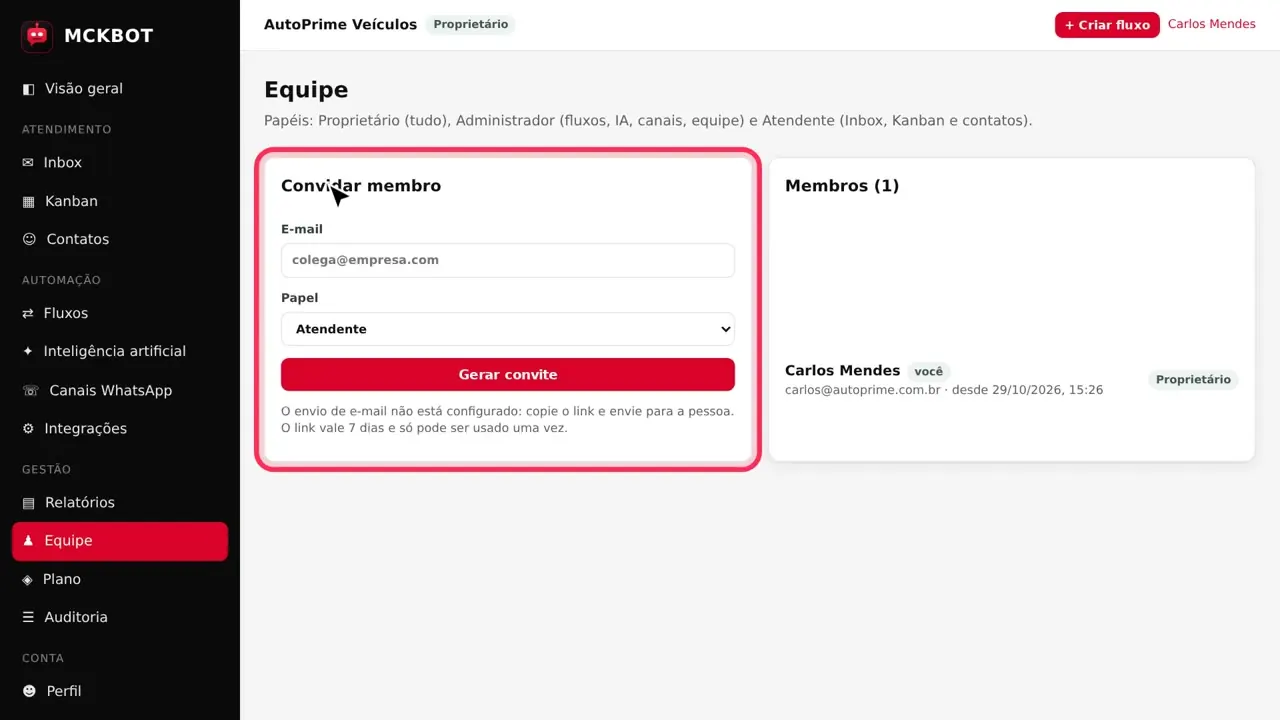 MCKBOT
Visão geral
ATENDIMENTO
Inbox
Kanban
Contatos
AUTOMAÇÃO
Fluxos
Inteligência artificial
Canais WhatsApp
Integrações
GESTÃO
Relatórios
Equipe
Plano
Auditoria
CONTA
Perfil
AutoPrime Veículos Proprietário
+ Criar fluxo Carlos Mendes
Equipe
Papéis: Proprietário (tudo), Administrador (fluxos, IA, canais, equipe) e Atendente (Inbox, Kanban e contatos).
Convidar membro
E-mail
colega@empresa.com
Papel
Atendente
Gerar convite
O envio de e-mail não está configurado: copie o link e envie para a pessoa.
O link vale 7 dias e só pode ser usado uma vez.
Membros (1)
Carlos Mendes você
carlos@autoprime.com.br · desde 29/10/2026, 15:26
Proprietário